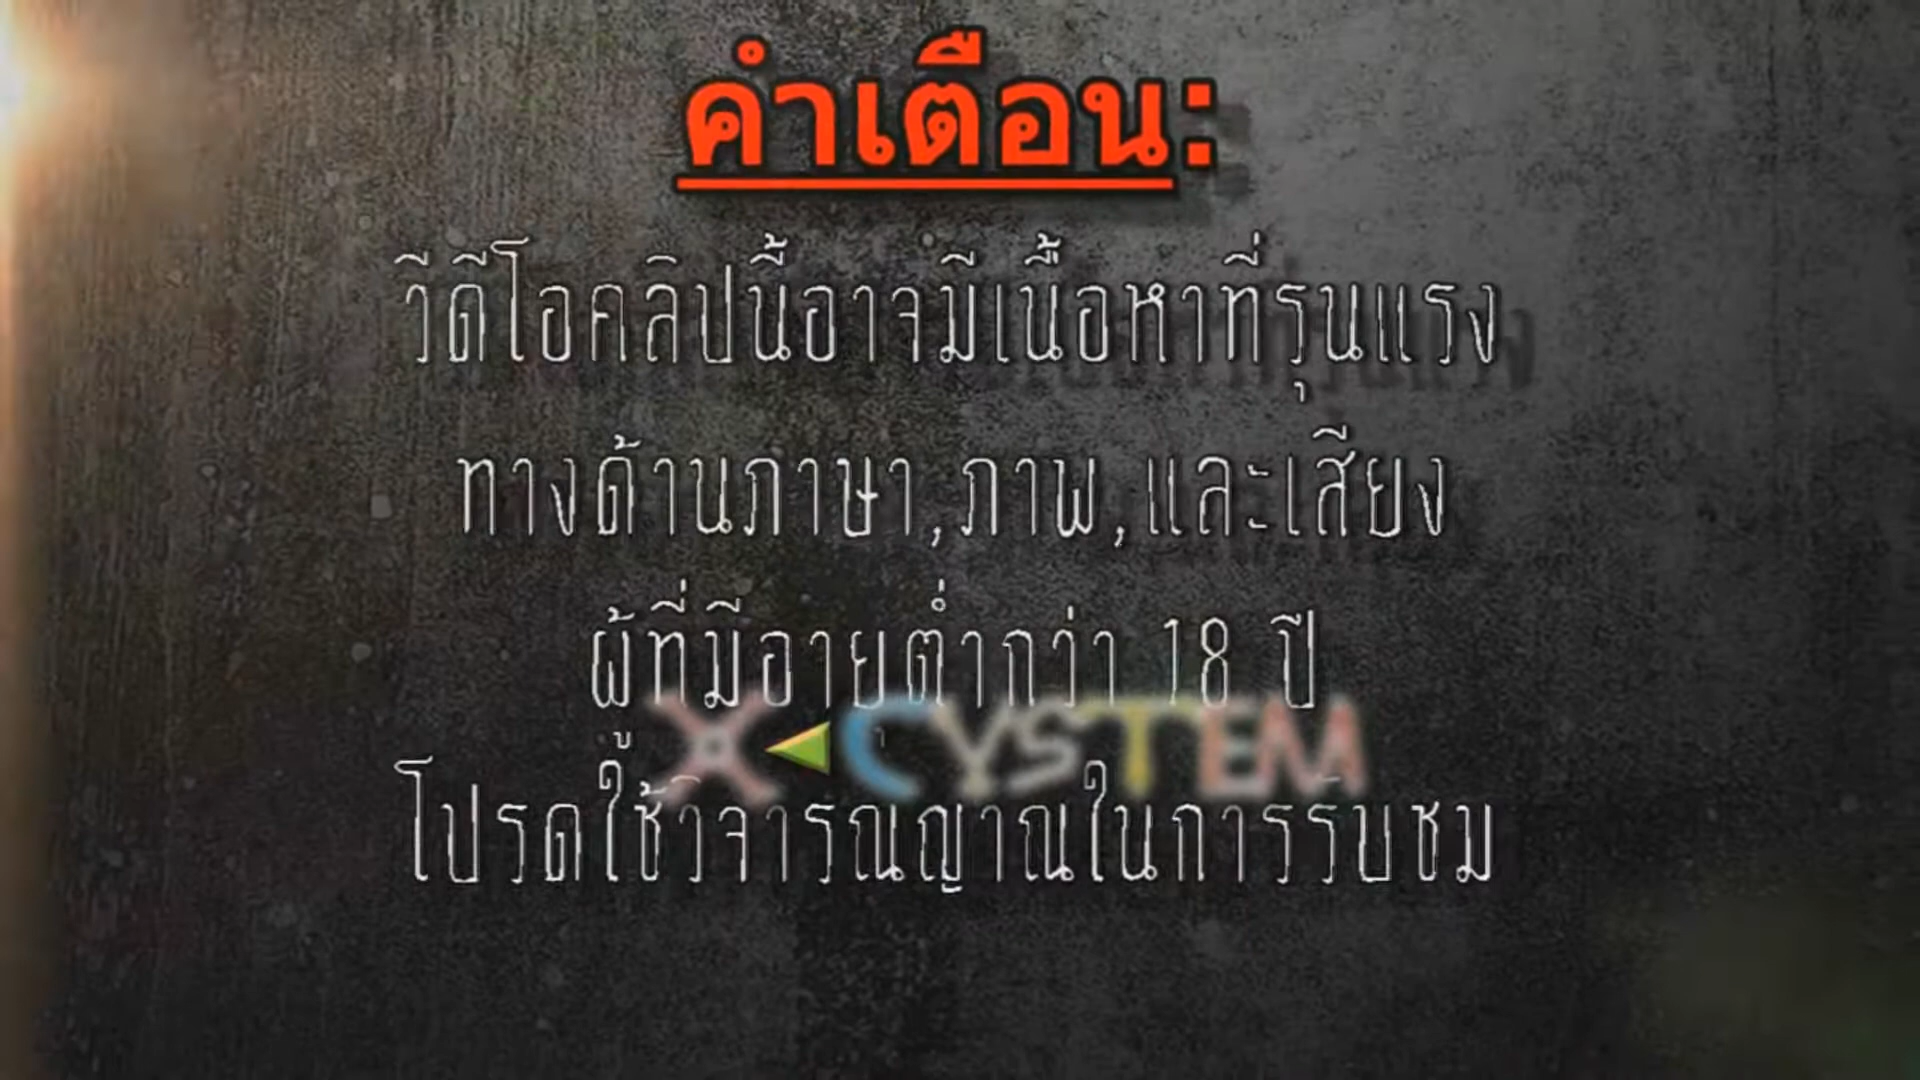 คำเตือน:
วีดีโอคลิปนี้อาจมีเนื้อหาที่รุนแรง
ทางด้านภาษา,ภาพ,และเสียง
ผู้ที่มีอายุต่ำกว่า 18 ปี
X CYSTEM
โปรดใช้วิจารณญาณในการรับชม